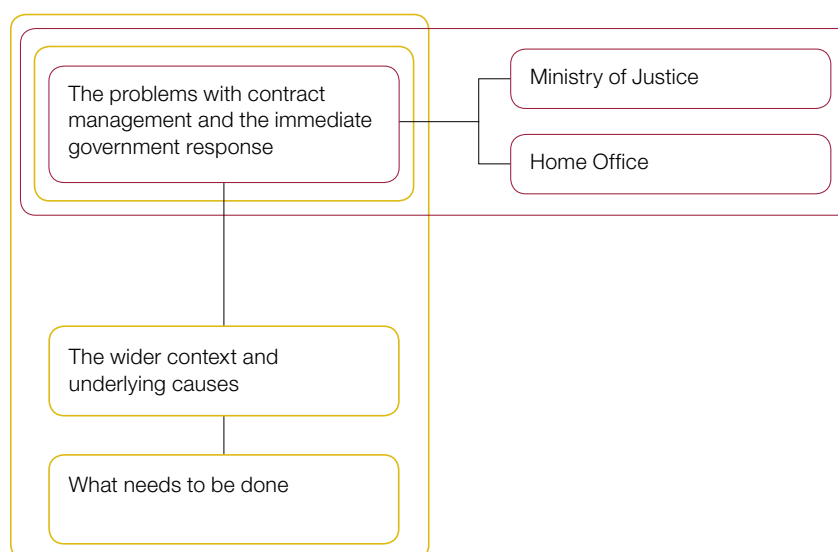 The problems with contract
management and the immediate
government response
Ministry of Justice
Home Office
The wider context and
underlying causes
What needs to be done